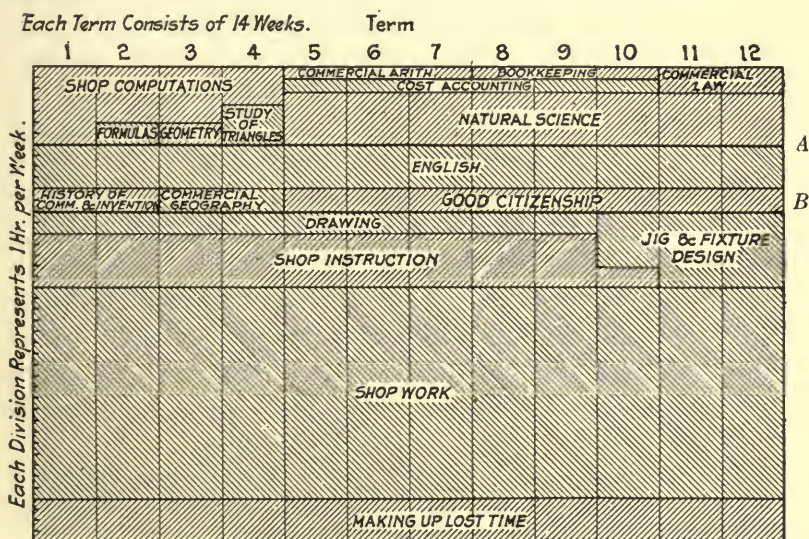 Each Term Consists of 14 Weeks. Term
1 2 3 4 5 6 7 8 9 10 11 12
Each Division Represents 1 Hr. per Week.
SHOP COMPUTATIONS
COMMERCIAL ARITH.
BOOKKEEPING
COMMERCIAL
LAW
COST ACCOUNTING
FORMULAS
GEOMETRY
STUDY
OF
TRIANGLES
NATURAL SCIENCE
A
ENGLISH
HISTORY OF
COMM. & INVENTION
COMMERCIAL
GEOGRAPHY
GOOD CITIZENSHIP
B
DRAWING
SHOP INSTRUCTION
JIG & FIXTURE
DESIGN
SHOP WORK
MAKING UP LOST TIME